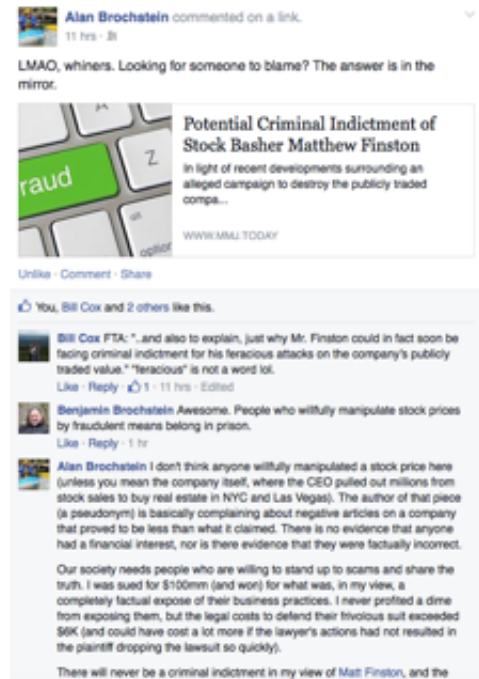 Alan Brochstein commented on a link.
11 hrs ·
LMAO, whiners. Looking for someone to blame? The answer is in the
mirror.
raud
Z
alt
option
Potential Criminal Indictment of
Stock Basher Matthew Finston
In light of recent developments surrounding an
alleged campaign to destroy the publicly traded
compa...
WWW.MMJ.TODAY
Unlike · Comment · Share
You, Bill Cox and 2 others like this.
Bill Cox FTA: "..and also to explain, just why Mr. Finston could in fact soon be
facing criminal indictment for his feracious attacks on the company's publicly
traded value." "feracious" is not a word lol.
Like · Reply · 1 · 11 hrs · Edited
Benjamin Brochstein Awesome. People who willfully manipulate stock prices
by fraudulent means belong in prison.
Like · Reply · 1 hr
Alan Brochstein I don't think anyone willfully manipulated a stock price here
(unless you mean the company itself, where the CEO pulled out millions from
stock sales to buy real estate in NYC and Las Vegas). The author of that piece
(a pseudonym) is basically complaining about negative articles on a company
that proved to be less than what it claimed. There is no evidence that anyone
had a financial interest, nor is there evidence that they were factually incorrect.
Our society needs people who are willing to stand up to scams and share the
truth. I was sued for $100mm (and won) for what was, in my view, a
completely factual expose of their business practices. I never profited a dime
from exposing them, but the legal costs to defend their frivolous suit exceeded
$6K (and could have cost a lot more if the lawyer's actions had not resulted in
the plaintiff dropping the lawsuit so quickly).
There will never be a criminal indictment in my view of Matt Finston, and the